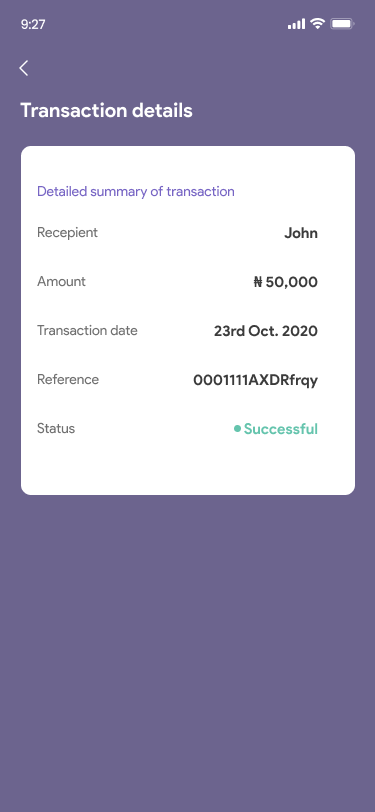 9:27
Transaction details
Detailed summary of transaction
Recepient John
Amount ₦ 50,000
Transaction date 23rd Oct. 2020
Reference 0001111AXDRfrqy
Status Successful